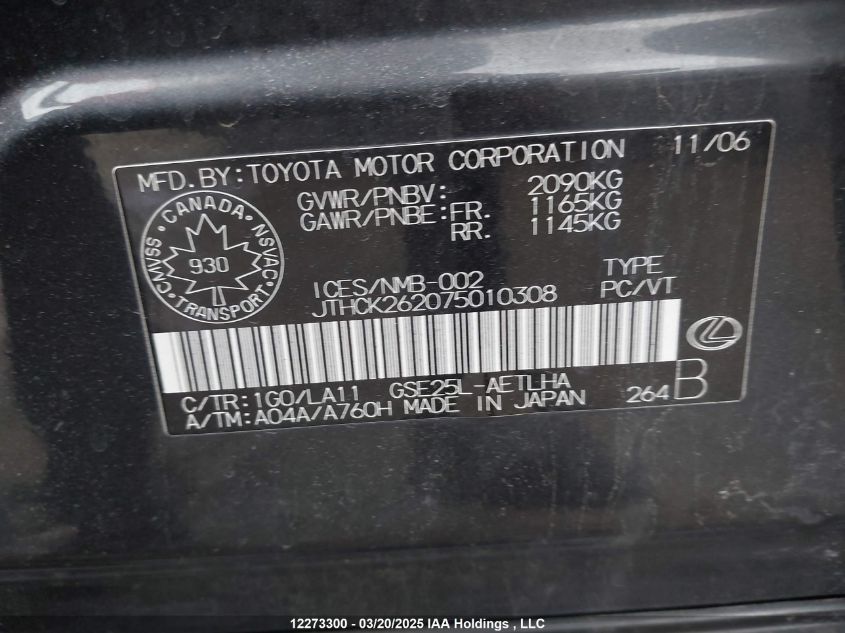 MFD.BY:TOYOTA MOTOR CORPORATION 11/06
GVWR/PNBV: 2090KG
GAWR/PNBE:FR. 1165KG
RR. 1145KG
CANADA
CMVSS 930 NSVAC
TRANSPORT
ICES/NMB-002 TYPE
JTHCK262075010308 PC/VT
C/TR:1G0/LA11 GSE25L-AETLHA
A/TM:A04A/A760H MADE IN JAPAN 264 B
12273300 - 03/20/2025 IAA Holdings , LLC